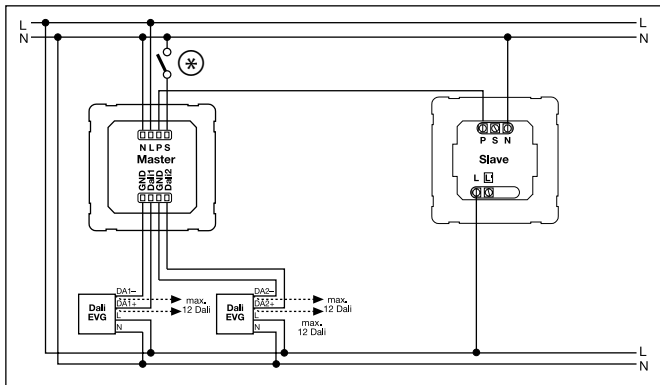 L
L
N
N
*
N L P S
Master
GND
Dali1
GND
Dali2
P S N
Slave
L L'
DA1–
DA1+
L
N
Dali
EVG
max.
12 Dali
DA2–
DA2+
L
N
Dali
EVG
max.
12 Dali
max.
12 Dali
L
N